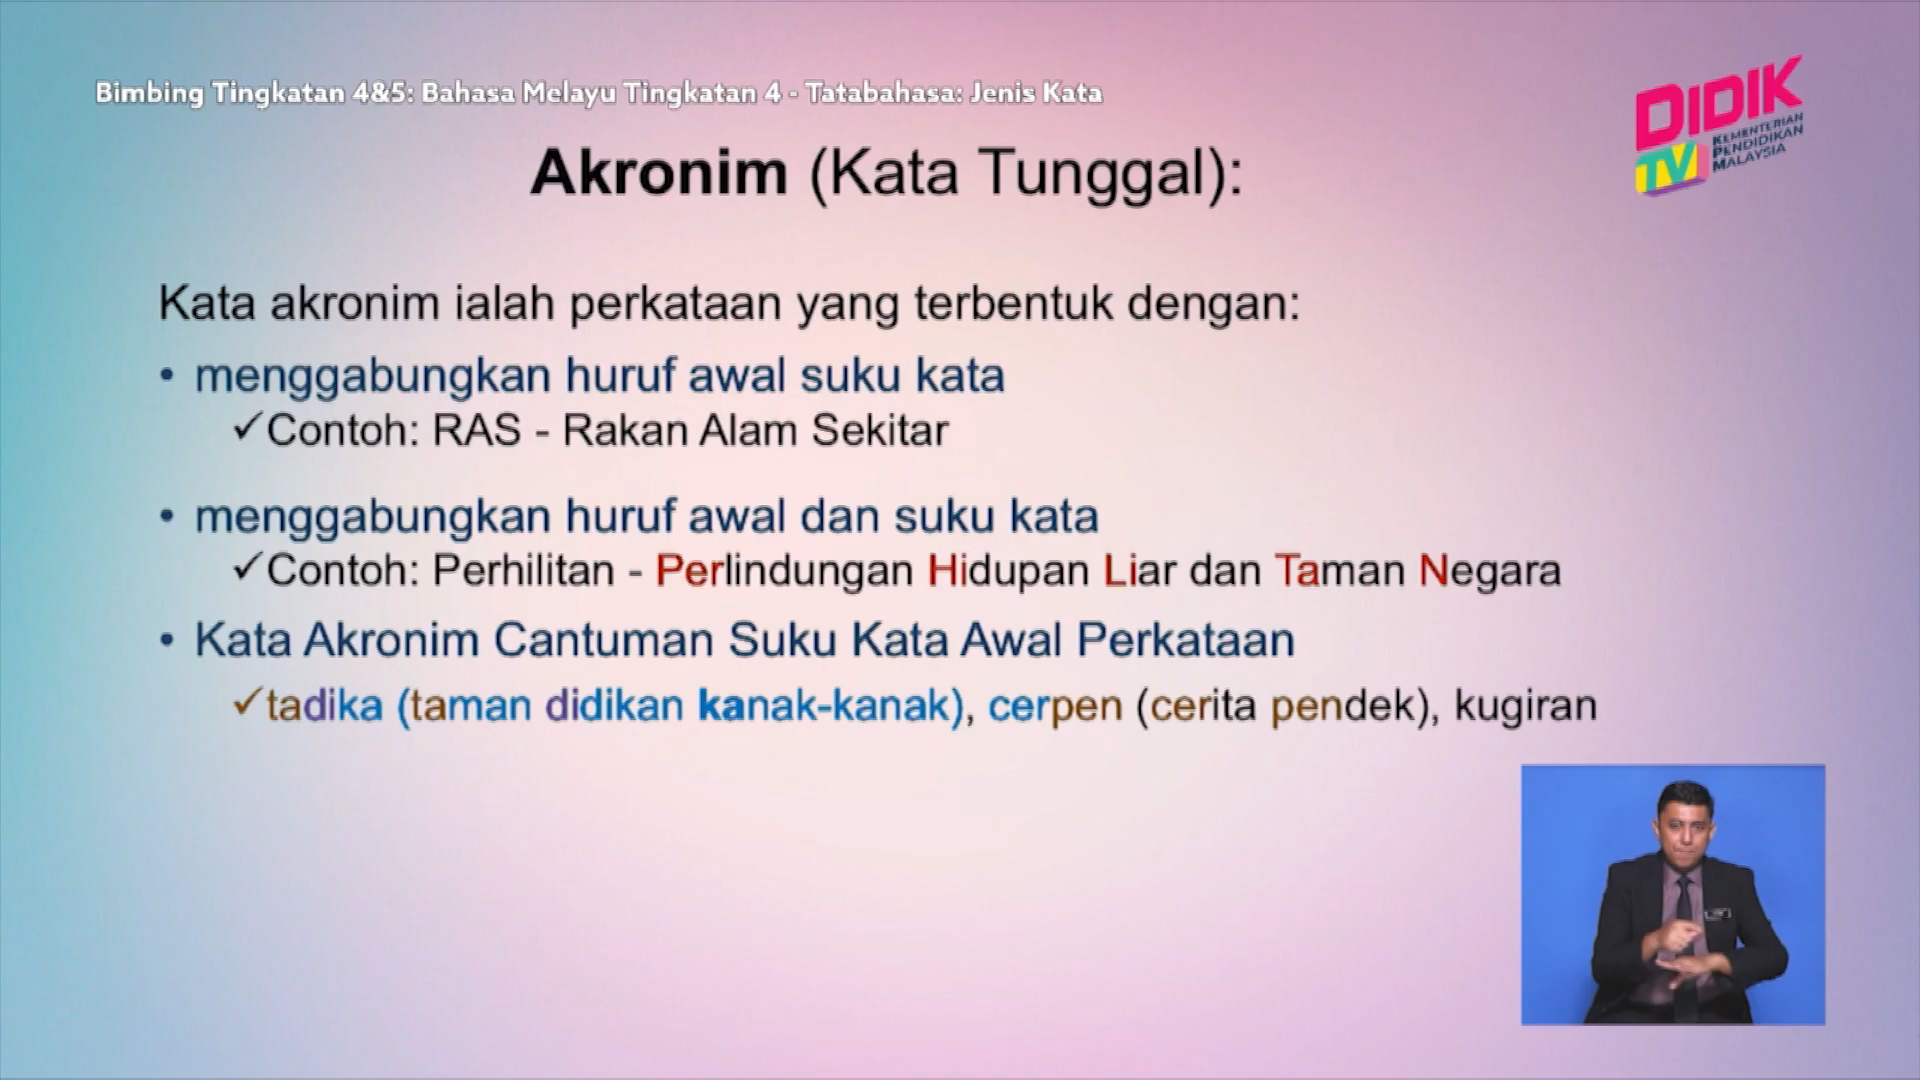 Bimbing Tingkatan 4&5: Bahasa Melayu Tingkatan 4 - Tatabahasa: Jenis Kata
DIDIK
TV
KEMENTERIAN
PENDIDIKAN
MALAYSIA
Akronim (Kata Tunggal):
Kata akronim ialah perkataan yang terbentuk dengan:
• menggabungkan huruf awal suku kata
✓Contoh: RAS - Rakan Alam Sekitar
• menggabungkan huruf awal dan suku kata
✓Contoh: Perhilitan - Perlindungan Hidupan Liar dan Taman Negara
• Kata Akronim Cantuman Suku Kata Awal Perkataan
✓tadika (taman didikan kanak-kanak), cerpen (cerita pendek), kugiran